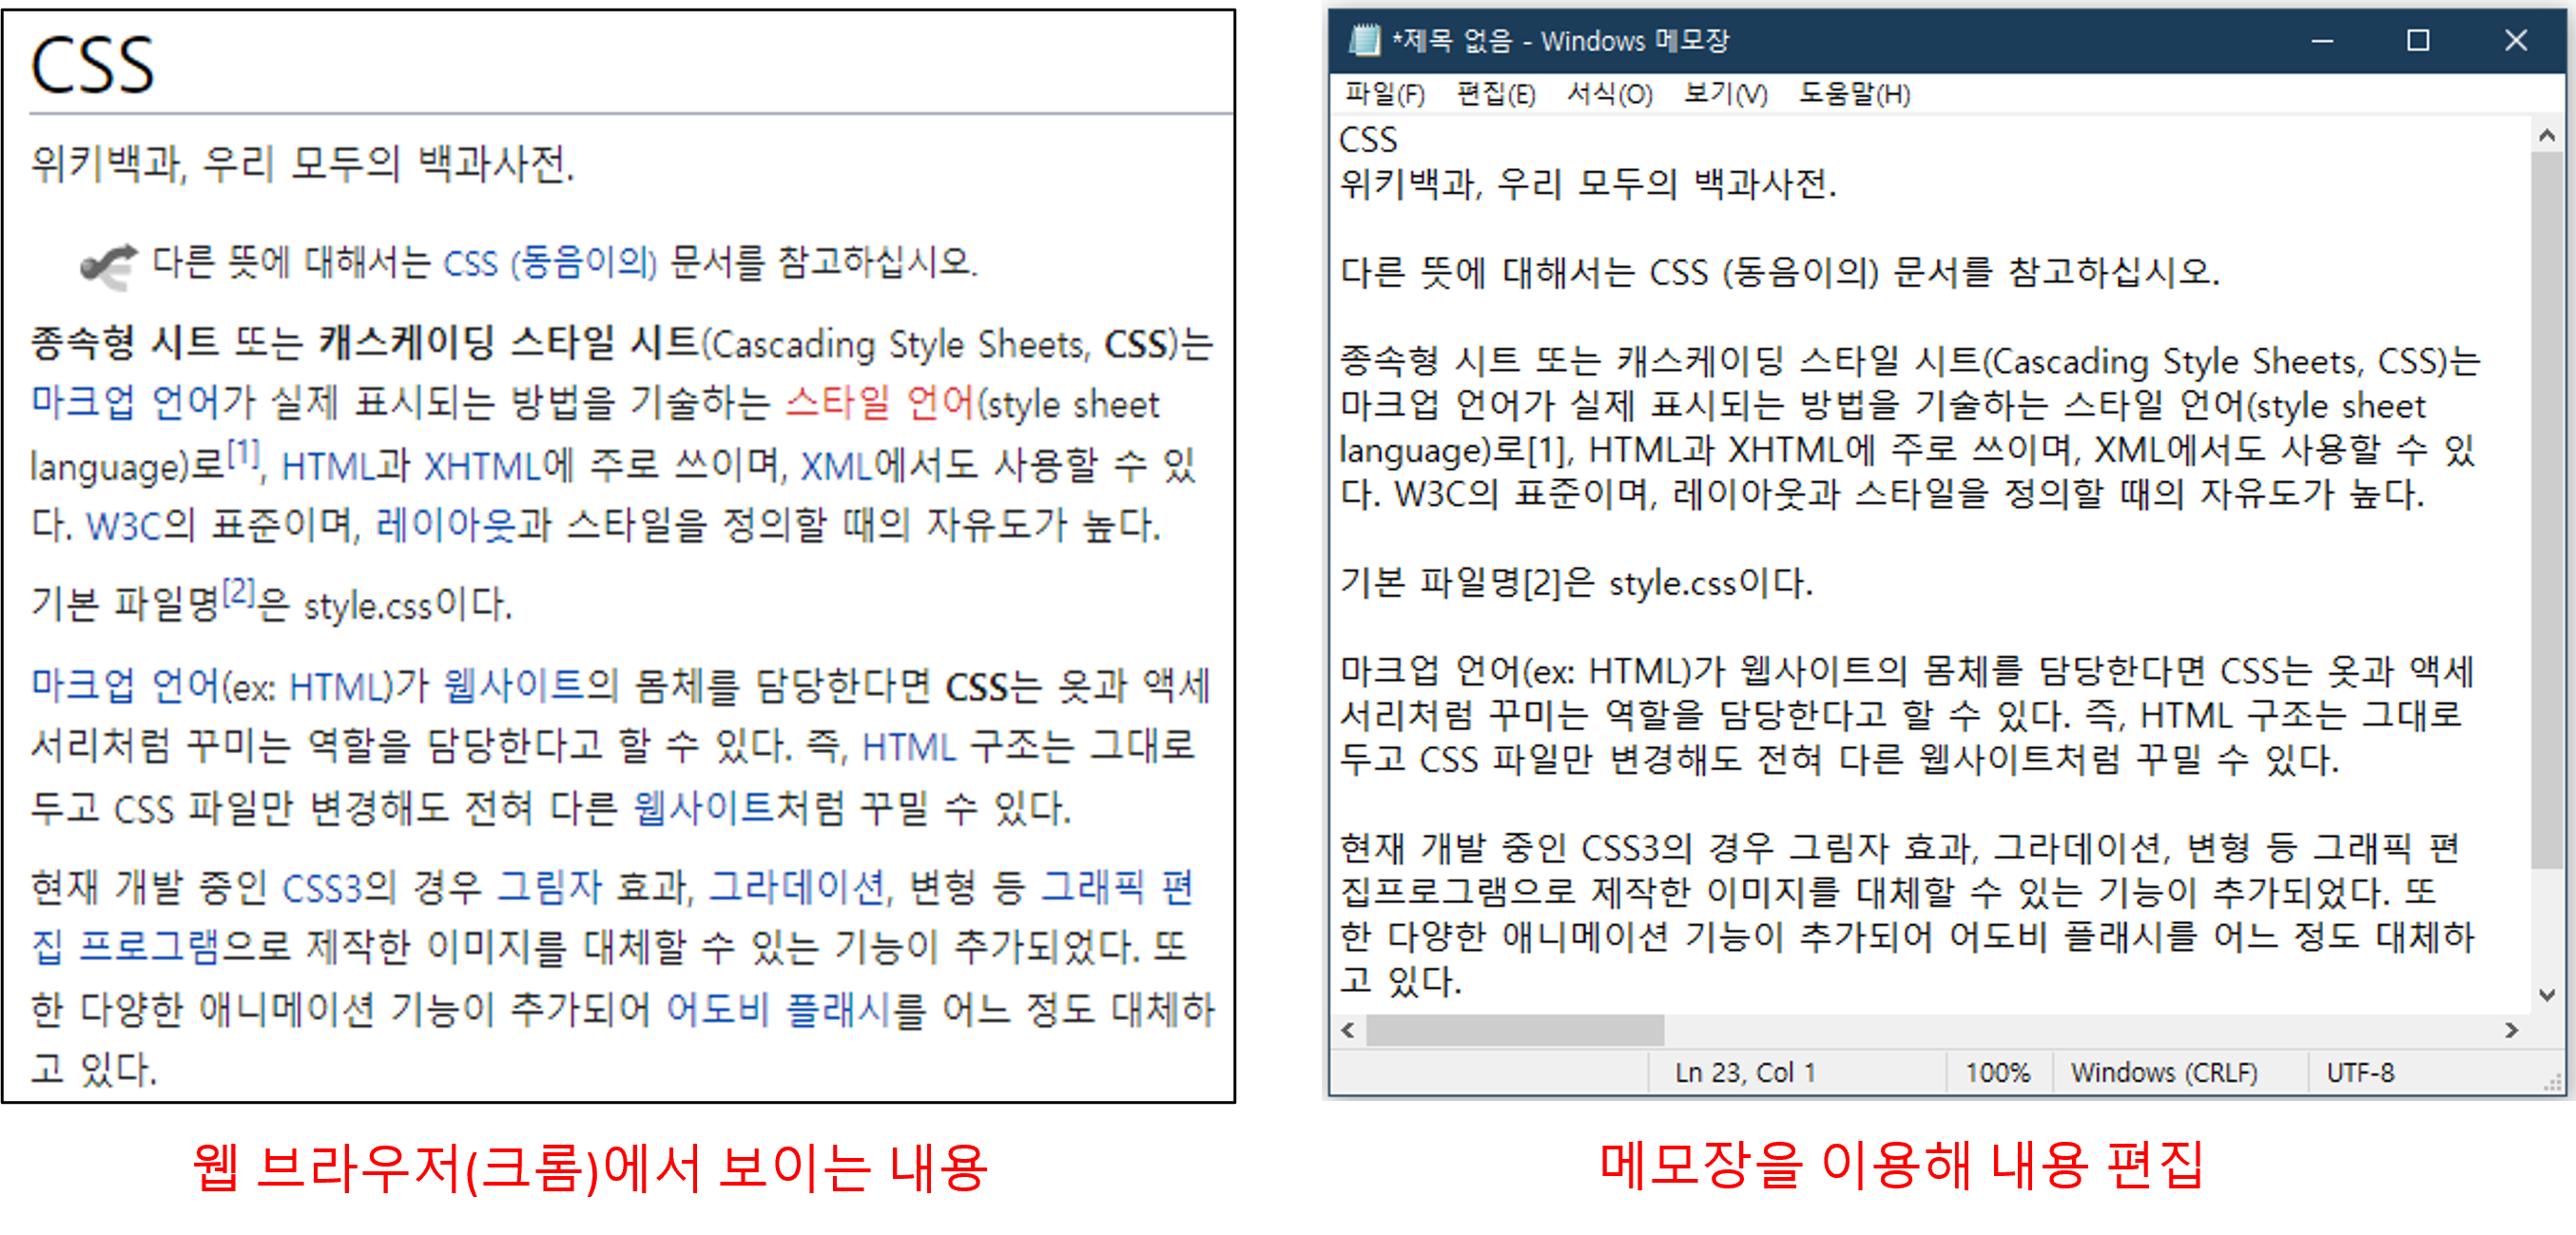 CSS
위키백과, 우리 모두의 백과사전.
다른 뜻에 대해서는 CSS (동음이의) 문서를 참고하십시오.
종속형 시트 또는 캐스케이딩 스타일 시트(Cascading Style Sheets, CSS)는
마크업 언어가 실제 표시되는 방법을 기술하는 스타일 언어(style sheet
language)로[1], HTML과 XHTML에 주로 쓰이며, XML에서도 사용할 수 있
다. W3C의 표준이며, 레이아웃과 스타일을 정의할 때의 자유도가 높다.
기본 파일명[2]은 style.css이다.
마크업 언어(ex: HTML)가 웹사이트의 몸체를 담당한다면 CSS는 옷과 액세
서리처럼 꾸미는 역할을 담당한다고 할 수 있다. 즉, HTML 구조는 그대로
두고 CSS 파일만 변경해도 전혀 다른 웹사이트처럼 꾸밀 수 있다.
현재 개발 중인 CSS3의 경우 그림자 효과, 그라데이션, 변형 등 그래픽 편
집 프로그램으로 제작한 이미지를 대체할 수 있는 기능이 추가되었다. 또
한 다양한 애니메이션 기능이 추가되어 어도비 플래시를 어느 정도 대체하
고 있다.
웹 브라우저(크롬)에서 보이는 내용
*제목 없음 - Windows 메모장
파일(F) 편집(E) 서식(O) 보기(V) 도움말(H)
CSS
위키백과, 우리 모두의 백과사전.
다른 뜻에 대해서는 CSS (동음이의) 문서를 참고하십시오.
종속형 시트 또는 캐스케이딩 스타일 시트(Cascading Style Sheets, CSS)는
마크업 언어가 실제 표시되는 방법을 기술하는 스타일 언어(style sheet
language)로[1], HTML과 XHTML에 주로 쓰이며, XML에서도 사용할 수 있
다. W3C의 표준이며, 레이아웃과 스타일을 정의할 때의 자유도가 높다.
기본 파일명[2]은 style.css이다.
마크업 언어(ex: HTML)가 웹사이트의 몸체를 담당한다면 CSS는 옷과 액세
서리처럼 꾸미는 역할을 담당한다고 할 수 있다. 즉, HTML 구조는 그대로
두고 CSS 파일만 변경해도 전혀 다른 웹사이트처럼 꾸밀 수 있다.
현재 개발 중인 CSS3의 경우 그림자 효과, 그라데이션, 변형 등 그래픽 편
집프로그램으로 제작한 이미지를 대체할 수 있는 기능이 추가되었다. 또
한 다양한 애니메이션 기능이 추가되어 어도비 플래시를 어느 정도 대체하
고 있다.
Ln 23, Col 1 100% Windows (CRLF) UTF-8
메모장을 이용해 내용 편집